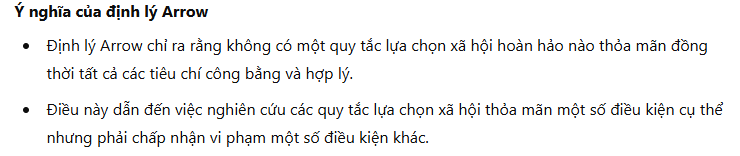 Ý nghĩa của định lý Arrow
• Định lý Arrow chỉ ra rằng không có một quy tắc lựa chọn xã hội hoàn hảo nào thỏa mãn đồng
thời tất cả các tiêu chí công bằng và hợp lý.
• Điều này dẫn đến việc nghiên cứu các quy tắc lựa chọn xã hội thỏa mãn một số điều kiện cụ thể
nhưng phải chấp nhận vi phạm một số điều kiện khác.